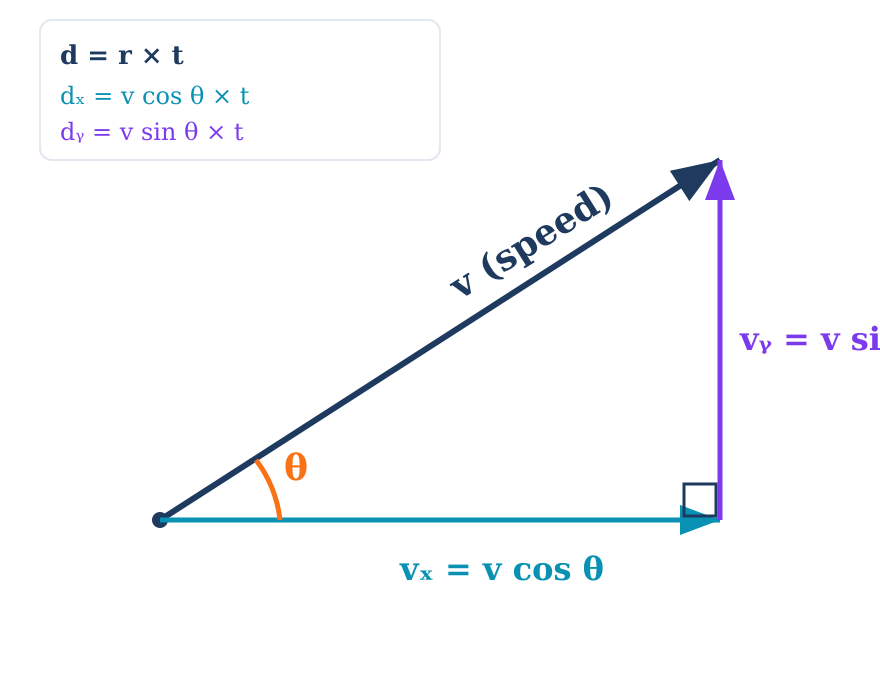 d = r × t
dₓ = v cos θ × t
dᵧ = v sin θ × t
v (speed)
vᵧ = v si
θ
vₓ = v cos θ